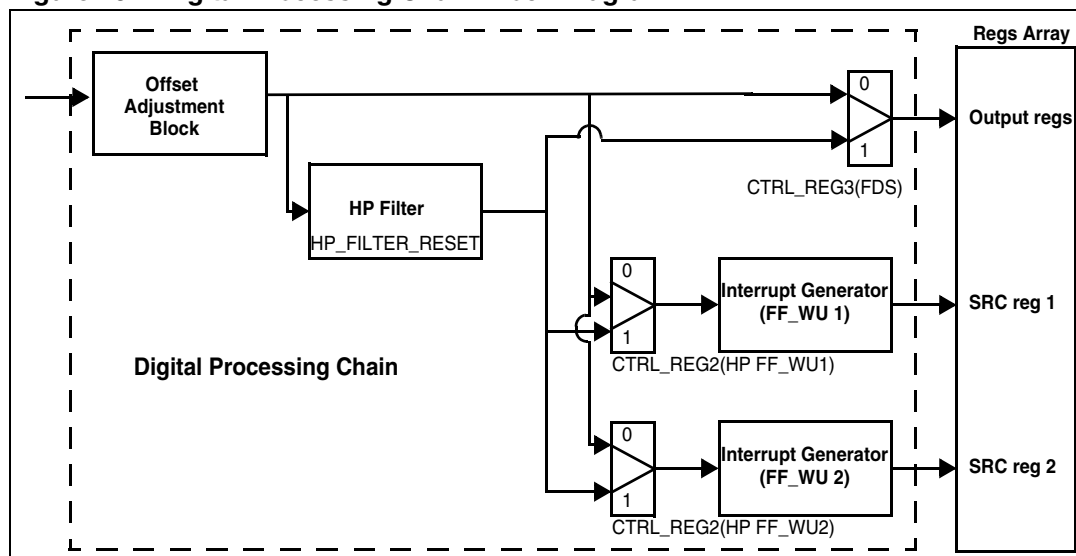 Regs Array
Offset
Adjustment
Block
0
1
Output regs
CTRL_REG3(FDS)
HP Filter
HP_FILTER_RESET
0
1
Interrupt Generator
(FF_WU 1)
SRC reg 1
CTRL_REG2(HP FF_WU1)
Digital Processing Chain
0
1
Interrupt Generator
(FF_WU 2)
SRC reg 2
CTRL_REG2(HP FF_WU2)